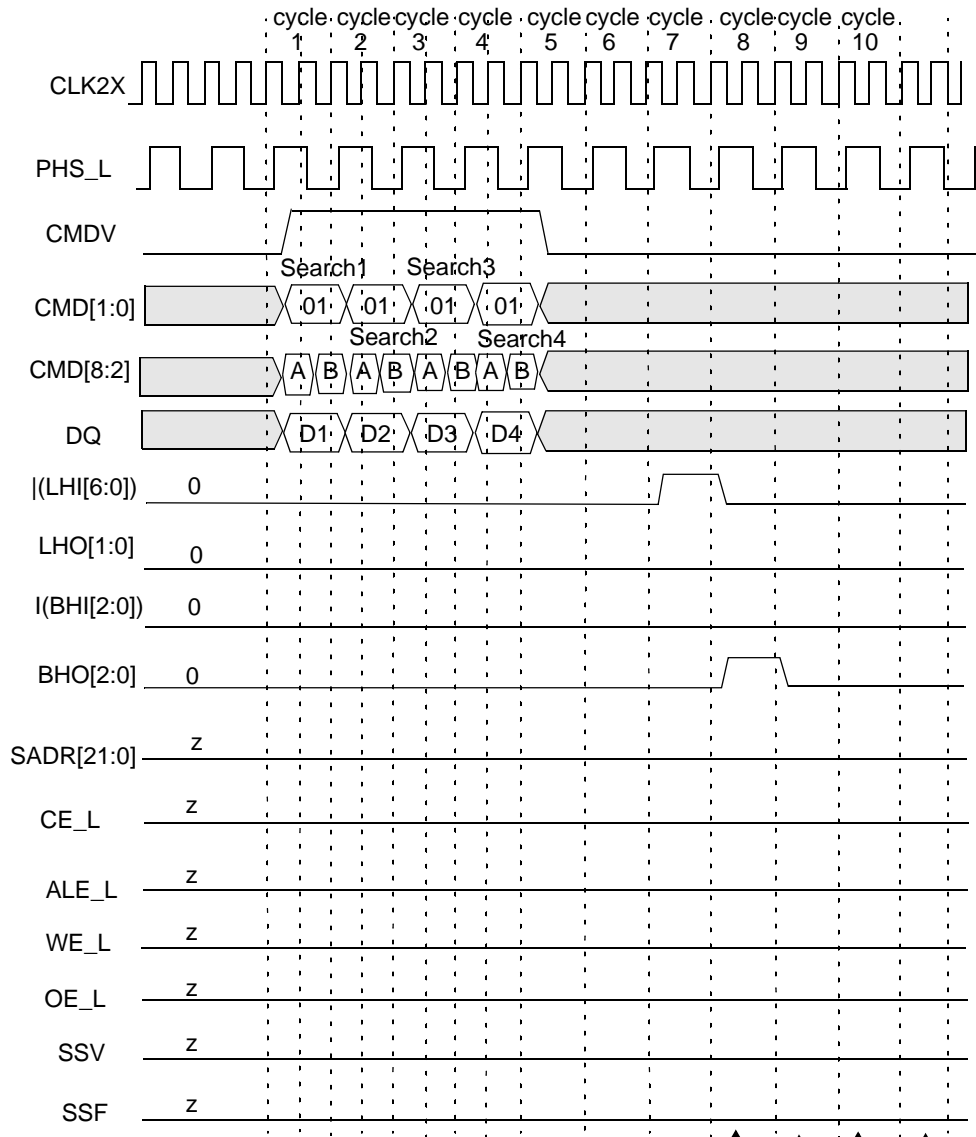 cycle cycle cycle cycle cycle cycle cycle cycle cycle cycle
1 2 3 4 5 6 7 8 9 10
CLK2X
PHS_L
CMDV
Search1 Search3
CMD[1:0] 01 01 01 01
Search2 Search4
CMD[8:2] A B A B A B A B
DQ D1 D2 D3 D4
|(LHI[6:0]) 0
LHO[1:0] 0
I(BHI[2:0]) 0
BHO[2:0] 0
SADR[21:0] z
CE_L z
ALE_L z
WE_L z
OE_L z
SSV z
SSF z